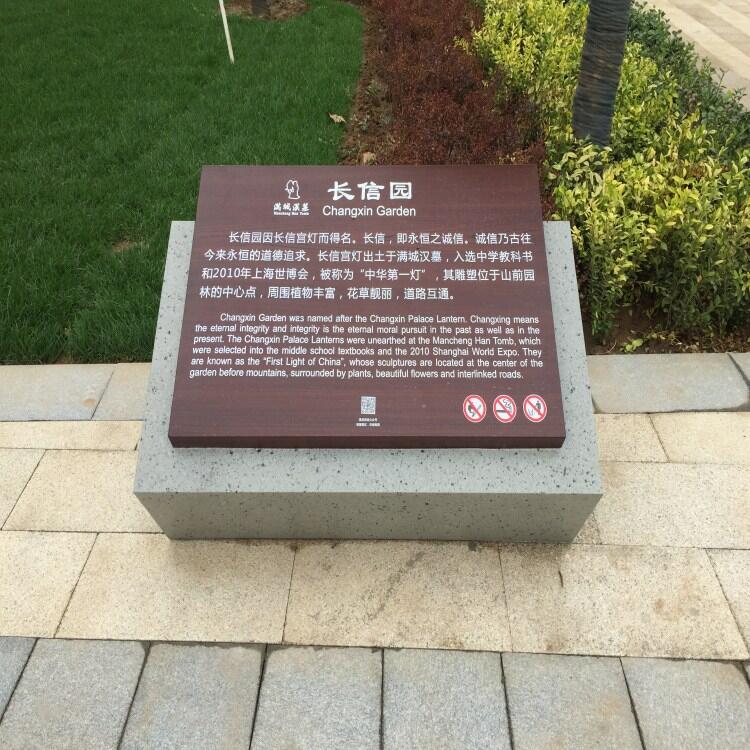 满城汉墓
Mancheng Han Tomb
长信园
Changxin Garden
长信园因长信宫灯而得名。长信，即永恒之诚信。诚信乃古往
今来永恒的道德追求。长信宫灯出土于满城汉墓，入选中学教科书
和2010年上海世博会，被称为“中华第一灯”，其雕塑位于山前园
林的中心点，周围植物丰富，花草靓丽，道路互通。
Changxin Garden was named after the Changxin Palace Lantern. Changxing means
the eternal integrity and integrity is the eternal moral pursuit in the past as well as in the
present. The Changxin Palace Lanterns were unearthed at the Mancheng Han Tomb, which
were selected into the middle school textbooks and the 2010 Shanghai World Expo. They
are known as the “First Light of China”, whose sculptures are located at the center of the
garden before mountains, surrounded by plants, beautiful flowers and interlinked roads.